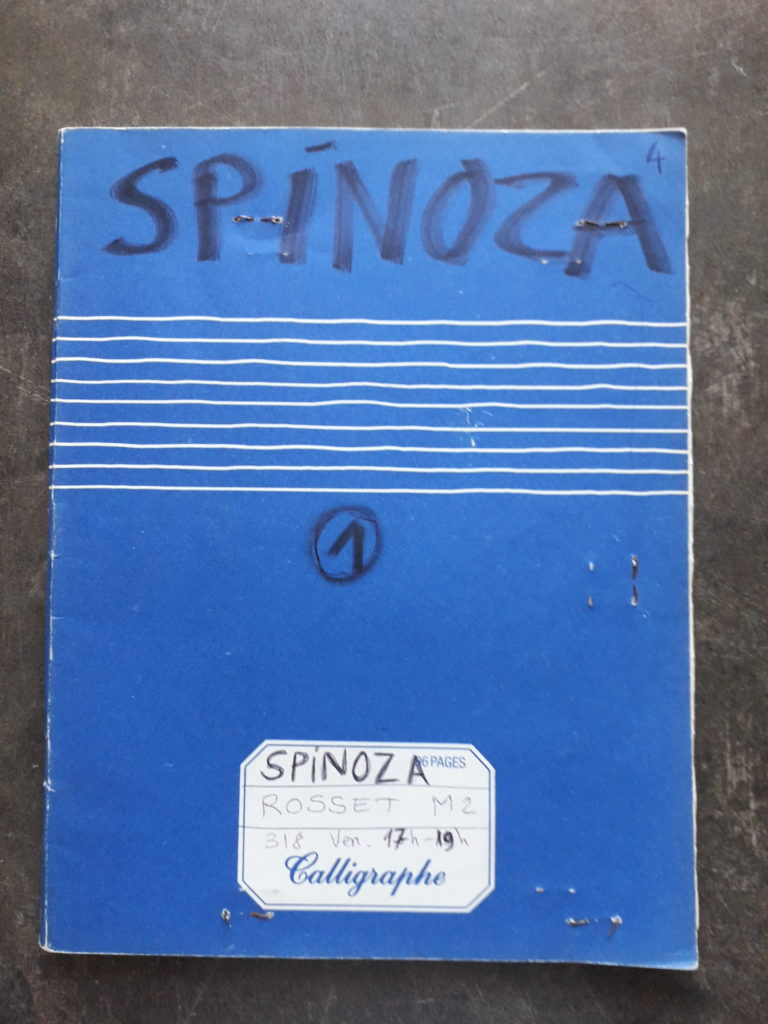 SPINOZA
4
1
SPINOZA
96 PAGES
ROSSET M2
318 Ven. 17h-19h
Calligraphe